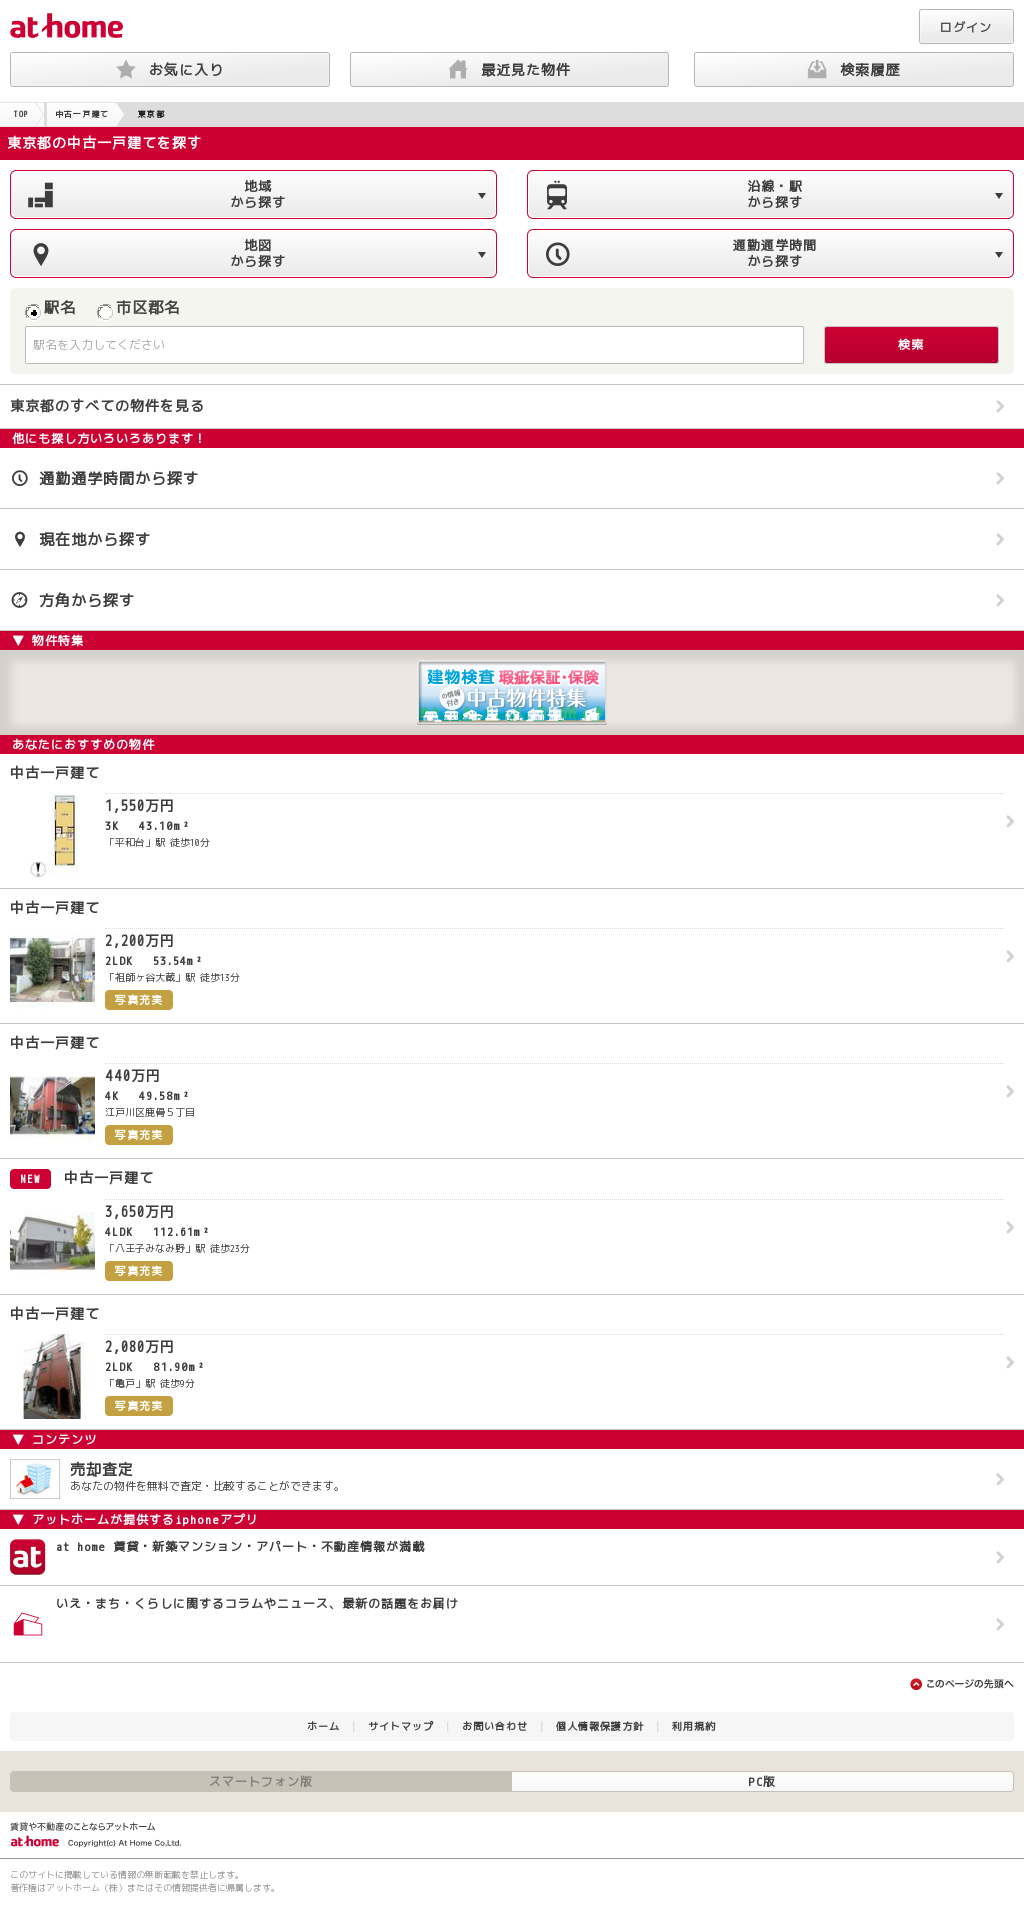 at home
ログイン
お気に入り
最近見た物件
検索履歴
TOP
中古一戸建て
東京都
東京都の中古一戸建てを探す
地域
から探す
沿線・駅
から探す
地図
から探す
通勤通学時間
から探す
駅名
市区郡名
駅名を入力してください
検索
東京都のすべての物件を見る
他にも探し方いろいろあります！
通勤通学時間から探す
現在地から探す
方角から探す
▼ 物件特集
建物検査 瑕疵保証・保険
の情報付き
中古物件特集
あなたにおすすめの物件
中古一戸建て
1,550万円
3K 43.10m²
「平和台」駅 徒歩10分
中古一戸建て
2,200万円
2LDK 53.54m²
「祖師ヶ谷大蔵」駅 徒歩13分
写真充実
中古一戸建て
440万円
4K 49.58m²
江戸川区鹿骨５丁目
写真充実
NEW 中古一戸建て
3,650万円
4LDK 112.61m²
「八王子みなみ野」駅 徒歩23分
写真充実
中古一戸建て
2,080万円
2LDK 81.90m²
「亀戸」駅 徒歩9分
写真充実
▼ コンテンツ
売却査定
あなたの物件を無料で査定・比較することができます。
▼ アットホームが提供するiphoneアプリ
at
at home 賃貸・新築マンション・アパート・不動産情報が満載
いえ・まち・くらしに関するコラムやニュース、最新の話題をお届け
このページの先頭へ
ホーム | サイトマップ | お問い合わせ | 個人情報保護方針 | 利用規約
スマートフォン版
PC版
賃貸や不動産のことならアットホーム
at home Copyright(c) At Home Co,Ltd.
このサイトに掲載している情報の無断転載を禁止します。
著作権はアットホーム（株）またはその情報提供者に帰属します。